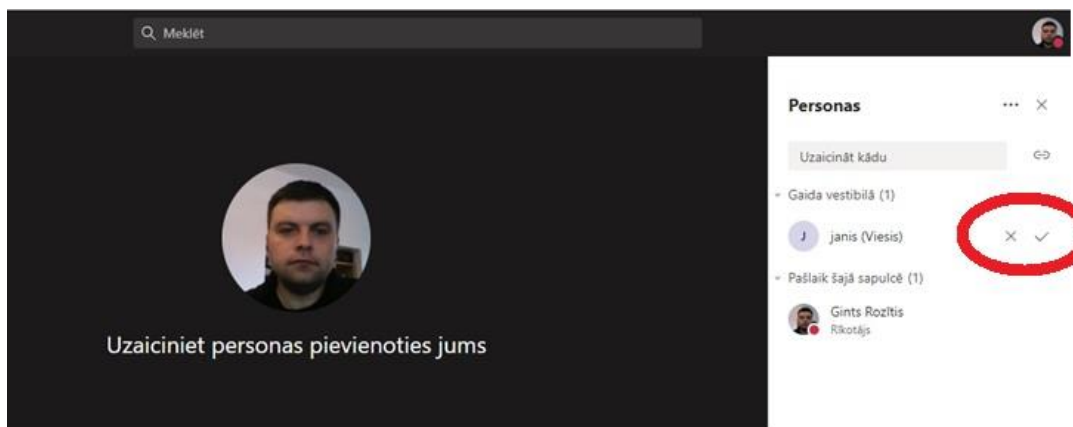 Meklēt
Personas
Uzaicināt kādu
Gaida vestibilā (1)
J janis (Viesis)
Pašlaik šajā sapulcē (1)
Gints Rozītis
Rīkotājs
Uzaiciniet personas pievienoties jums